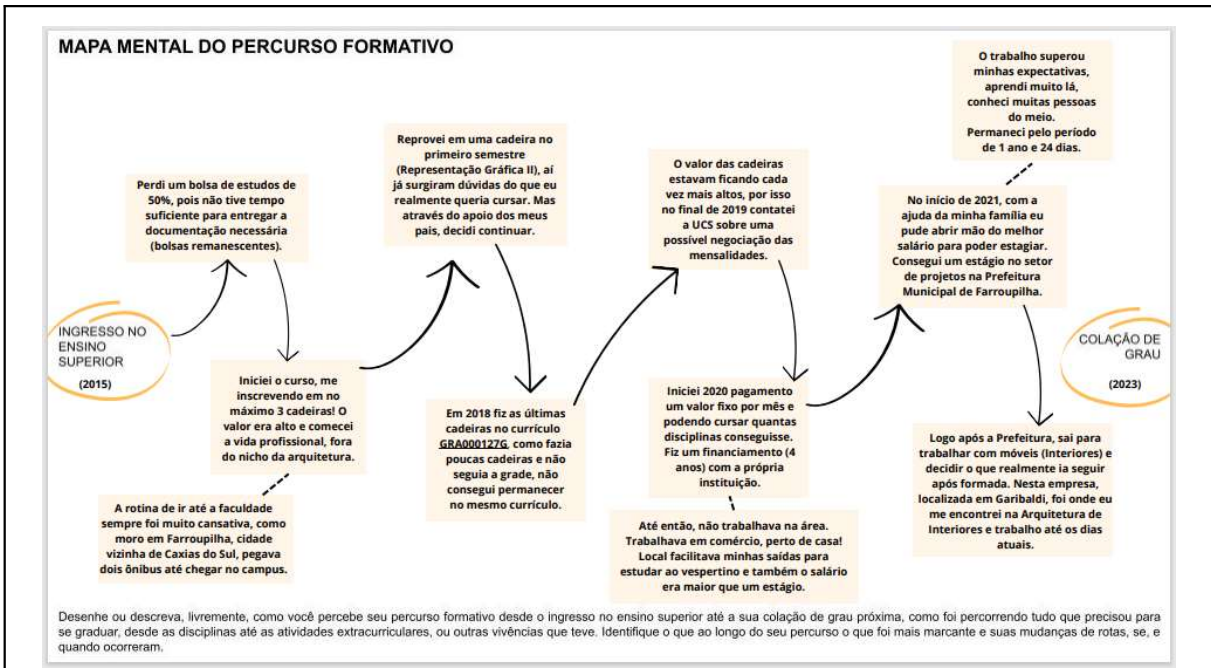 MAPA MENTAL DO PERCURSO FORMATIVO
INGRESSO NO
ENSINO
SUPERIOR
(2015)
Perdi um bolsa de estudos de
50%, pois não tive tempo
suficiente para entregar a
documentação necessária
(bolsas remanescentes).
Iniciei o curso, me
inscrevendo em no
máximo 3 cadeiras! O
valor era alto e comecei
a vida profissional, fora
do nicho da arquitetura.
A rotina de ir até a faculdade
sempre foi muito cansativa, como
moro em Farroupilha, cidade
vizinha de Caxias do Sul, pegava
dois ônibus até chegar no campus.
Reprovei em uma cadeira no
primeiro semestre
(Representação Gráfica II), aí
já surgiram dúvidas do que eu
realmente queria cursar. Mas
através do apoio dos meus
pais, decidi continuar.
Em 2018 fiz as últimas
cadeiras no currículo
GRA000127G, como fazia
poucas cadeiras e não
seguia a grade, não
consegui permanecer
no mesmo currículo.
O valor das cadeiras
estavam ficando cada
vez mais altos, por isso
no final de 2019 contatei
a UCS sobre uma
possível negociação das
mensalidades.
Iniciei 2020 pagamento
um valor fixo por mês e
podendo cursar quantas
disciplinas conseguisse.
Fiz um financiamento (4
anos) com a própria
instituição.
Até então, não trabalhava na área.
Trabalhava em comércio, perto de casa!
Local facilitava minhas saídas para
estudar ao vespertino e também o salário
era maior que um estágio.
No início de 2021, com a
ajuda da minha família eu
pude abrir mão do melhor
salário para poder estagiar.
Consegui um estágio no setor
de projetos na Prefeitura
Municipal de Farroupilha.
O trabalho superou
minhas expectativas,
aprendi muito lá,
conheci muitas pessoas
do meio.
Permaneci pelo período
de 1 ano e 24 dias.
Logo após a Prefeitura, sai para
trabalhar com móveis (Interiores) e
decidir o que realmente ia seguir
após formada. Nesta empresa,
localizada em Garibaldi, foi onde eu
me encontrei na Arquitetura de
Interiores e trabalho até os dias
atuais.
COLAÇÃO DE
GRAU
(2023)
Desenhe ou descreva, livremente, como você percebe seu percurso formativo desde o ingresso no ensino superior até a sua colação de grau próxima, como foi percorrendo tudo que precisou para
se graduar, desde as disciplinas até as atividades extracurriculares, ou outras vivências que teve. Identifique o que ao longo do seu percurso o que foi mais marcante e suas mudanças de rotas, se, e
quando ocorreram.